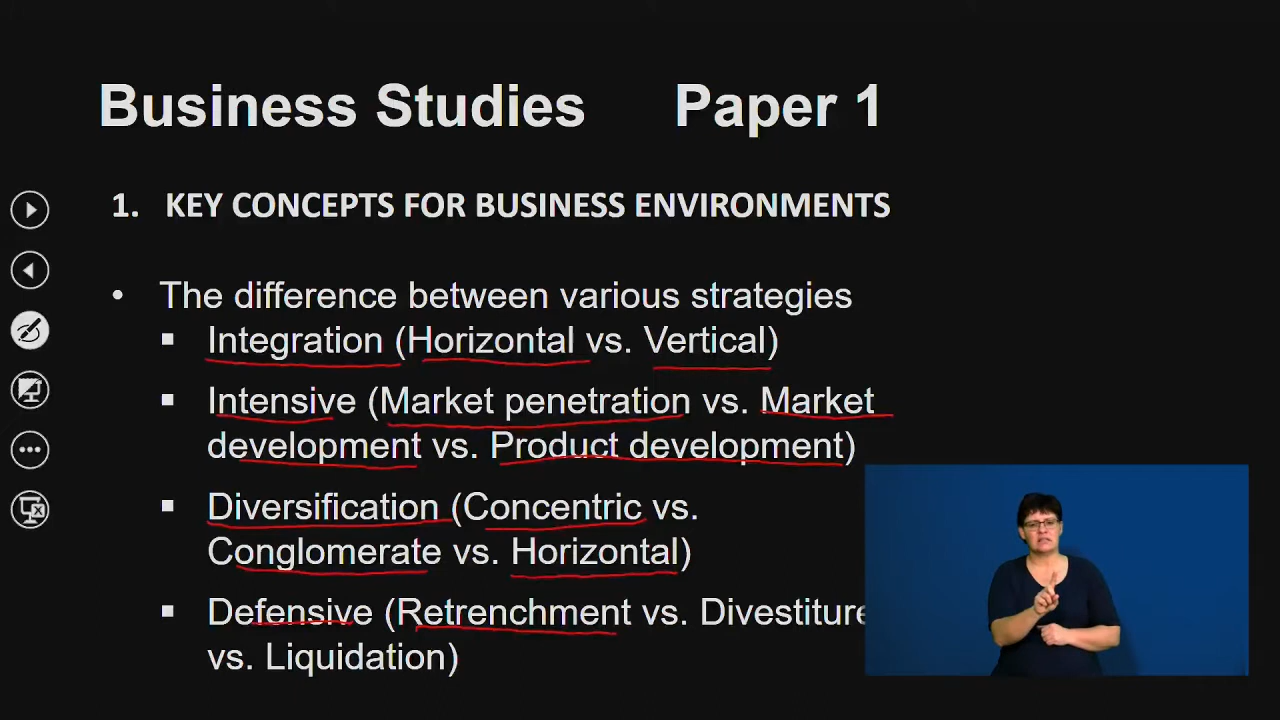 Business Studies Paper 1
1. KEY CONCEPTS FOR BUSINESS ENVIRONMENTS
• The difference between various strategies
▪ Integration (Horizontal vs. Vertical)
▪ Intensive (Market penetration vs. Market
development vs. Product development)
▪ Diversification (Concentric vs.
Conglomerate vs. Horizontal)
▪ Defensive (Retrenchment vs. Divestiture
vs. Liquidation)